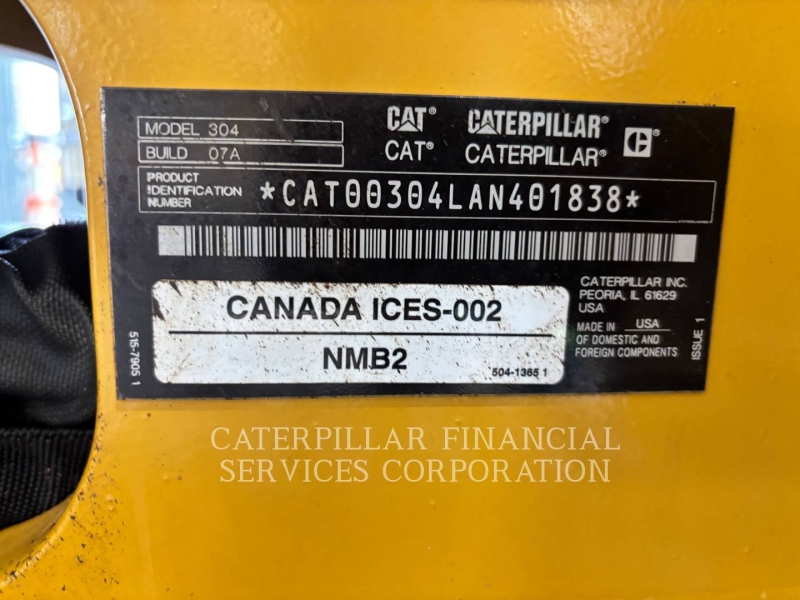 MODEL 304
BUILD 07A
CAT® CATERPILLAR®
CAT® CATERPILLAR® C®
PRODUCT
IDENTIFICATION
NUMBER
*CAT00304LAN401838*
CANADA ICES-002
NMB2
504-1365 1
515-7905 1
CATERPILLAR INC.
PEORIA, IL 61629
USA
MADE IN USA
OF DOMESTIC AND
FOREIGN COMPONENTS
ISSUE 1
CATERPILLAR FINANCIAL
SERVICES CORPORATION